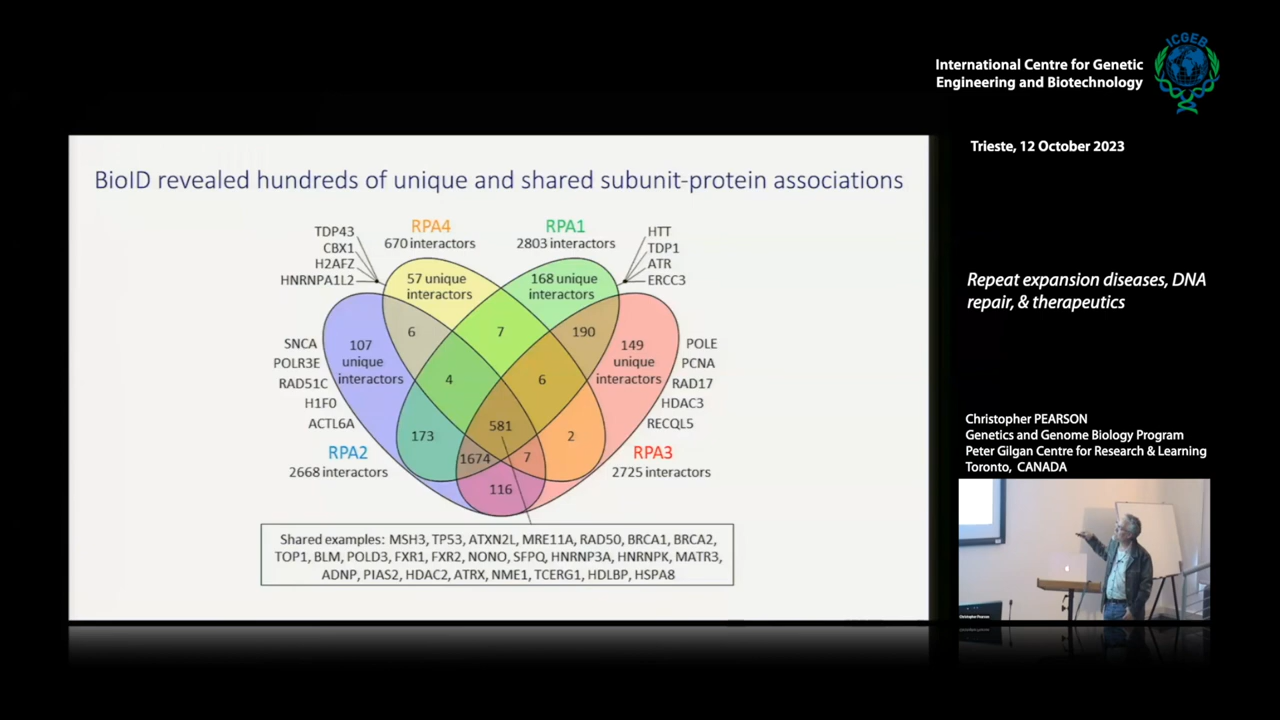 ICGEB
International Centre for Genetic
Engineering and Biotechnology
Trieste, 12 October 2023
BioID revealed hundreds of unique and shared subunit-protein associations
TDP43
CBX1
H2AFZ
HNRNPA1L2
RPA4
670 interactors
RPA1
2803 interactors
HTT
TDP1
ATR
ERCC3
57 unique
interactors
168 unique
interactors
6
7
190
SNCA
POLR3E
RAD51C
H1F0
ACTL6A
107
unique
interactors
149
unique
interactors
POLE
PCNA
RAD17
HDAC3
RECQL5
4
6
581
173
2
1674
7
116
RPA2
2668 interactors
RPA3
2725 interactors
Shared examples: MSH3, TP53, ATXN2L, MRE11A, RAD50, BRCA1, BRCA2,
TOP1, BLM, POLD3, FXR1, FXR2, NONO, SFPQ, HNRNP3A, HNRNPK, MATR3,
ADNP, PIAS2, HDAC2, ATRX, NME1, TCERG1, HDLBP, HSPA8
Repeat expansion diseases, DNA
repair, & therapeutics
Christopher PEARSON
Genetics and Genome Biology Program
Peter Gilgan Centre for Research & Learning
Toronto, CANADA
Christopher Pearson